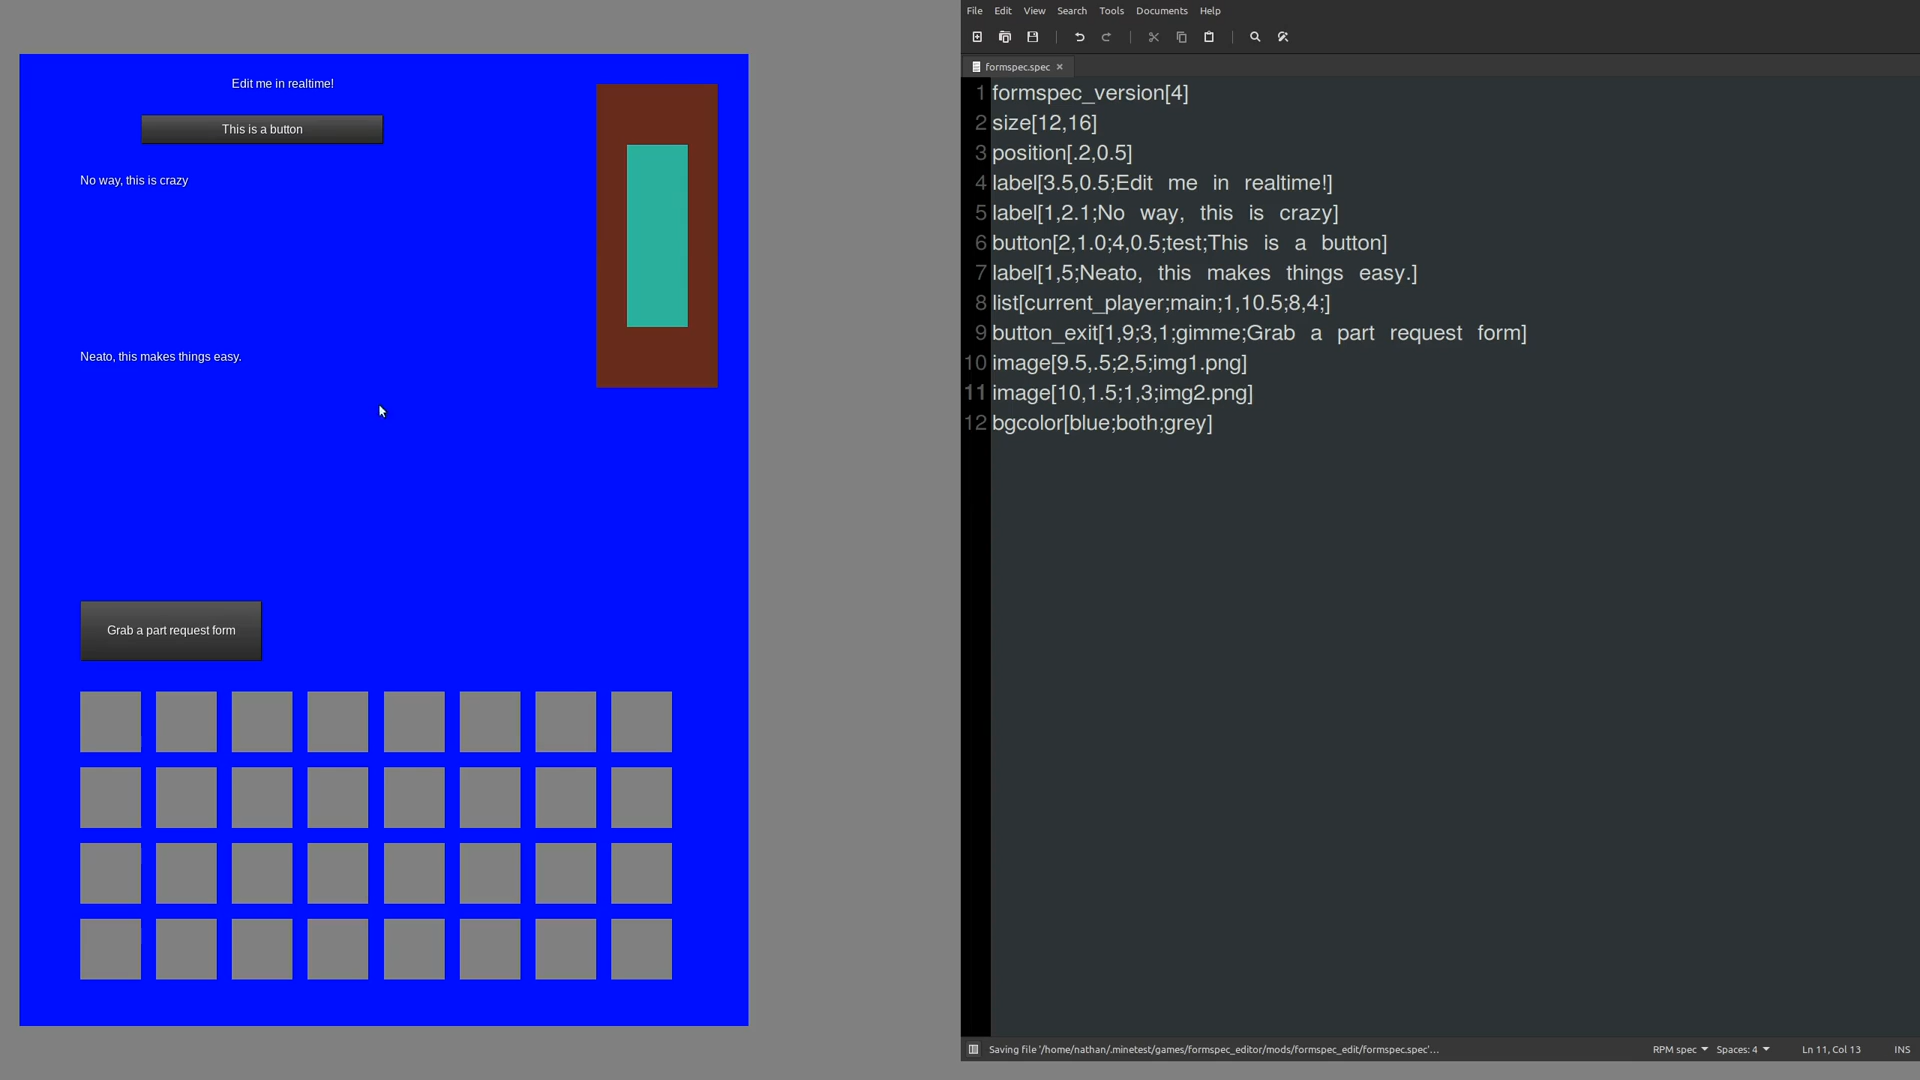 Edit me in realtime!
This is a button
No way, this is crazy
Neato, this makes things easy.
Grab a part request form
File Edit View Search Tools Documents Help
formspec.spec
1 formspec_version[4]
2 size[12,16]
3 position[.2,0.5]
4 label[3.5,0.5;Edit me in realtime!]
5 label[1,2.1;No way, this is crazy]
6 button[2,1.0;4,0.5;test;This is a button]
7 label[1,5;Neato, this makes things easy.]
8 list[current_player;main;1,10.5;8,4;]
9 button_exit[1,9;3,1;gimme;Grab a part request form]
10 image[9.5,.5;2,5;img1.png]
11 image[10,1.5;1,3;img2.png]
12 bgcolor[blue;both;grey]
Saving file '/home/nathan/.minetest/games/formspec_editor/mods/formspec_edit/formspec.spec'… RPM spec Spaces: 4 Ln 11, Col 13 INS